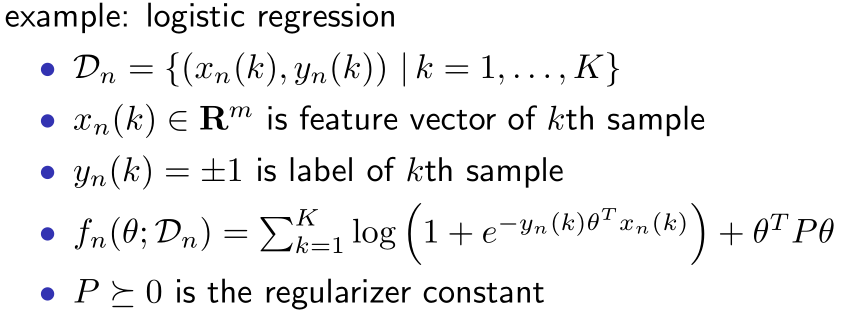 example: logistic regression
• $\mathcal{D}_n = \{(x_n(k), y_n(k)) \mid k = 1, \ldots, K\}$
• $x_n(k) \in \mathbf{R}^m$ is feature vector of $k$th sample
• $y_n(k) = \pm 1$ is label of $k$th sample
• $f_n(\theta; \mathcal{D}_n) = \sum_{k=1}^{K} \log \left(1 + e^{-y_n(k)\theta^T x_n(k)}\right) + \theta^T P \theta$
• $P \succeq 0$ is the regularizer constant